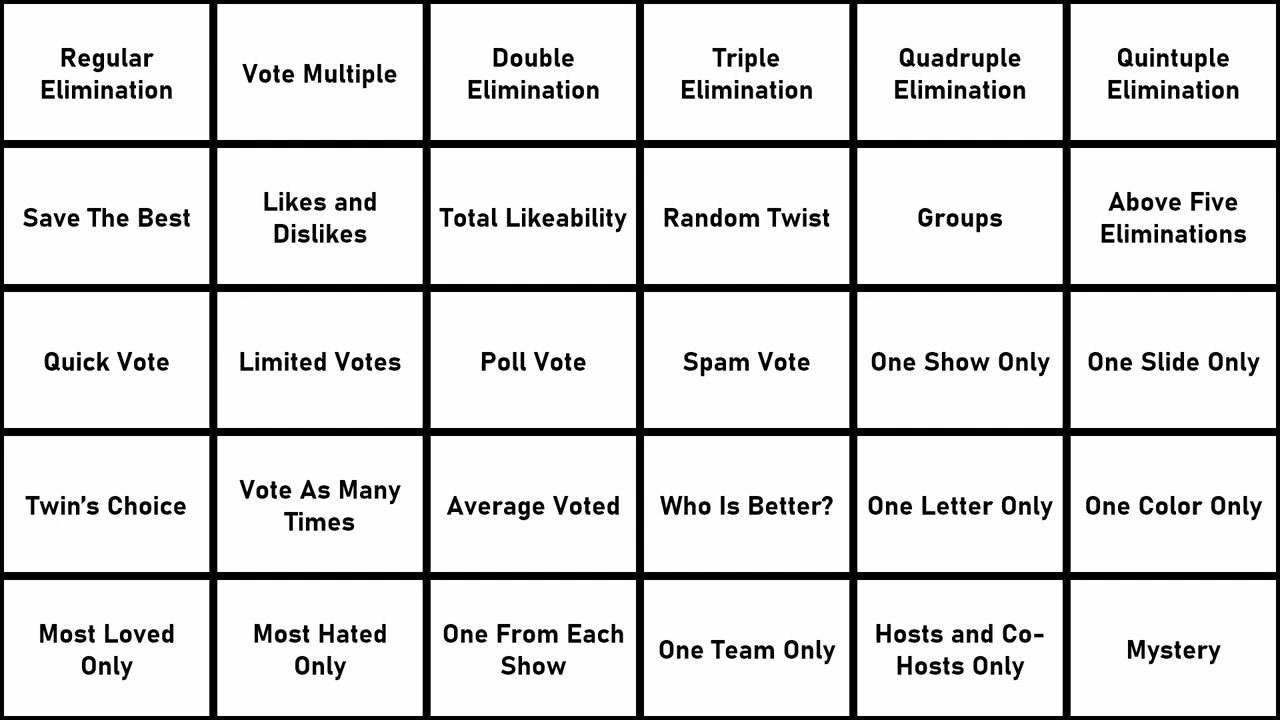 Regular
Elimination
Vote Multiple
Double
Elimination
Triple
Elimination
Quadruple
Elimination
Quintuple
Elimination
Save The Best
Likes and
Dislikes
Total Likeability
Random Twist
Groups
Above Five
Eliminations
Quick Vote
Limited Votes
Poll Vote
Spam Vote
One Show Only
One Slide Only
Twin's Choice
Vote As Many
Times
Average Voted
Who Is Better?
One Letter Only
One Color Only
Most Loved
Only
Most Hated
Only
One From Each
Show
One Team Only
Hosts and Co-
Hosts Only
Mystery